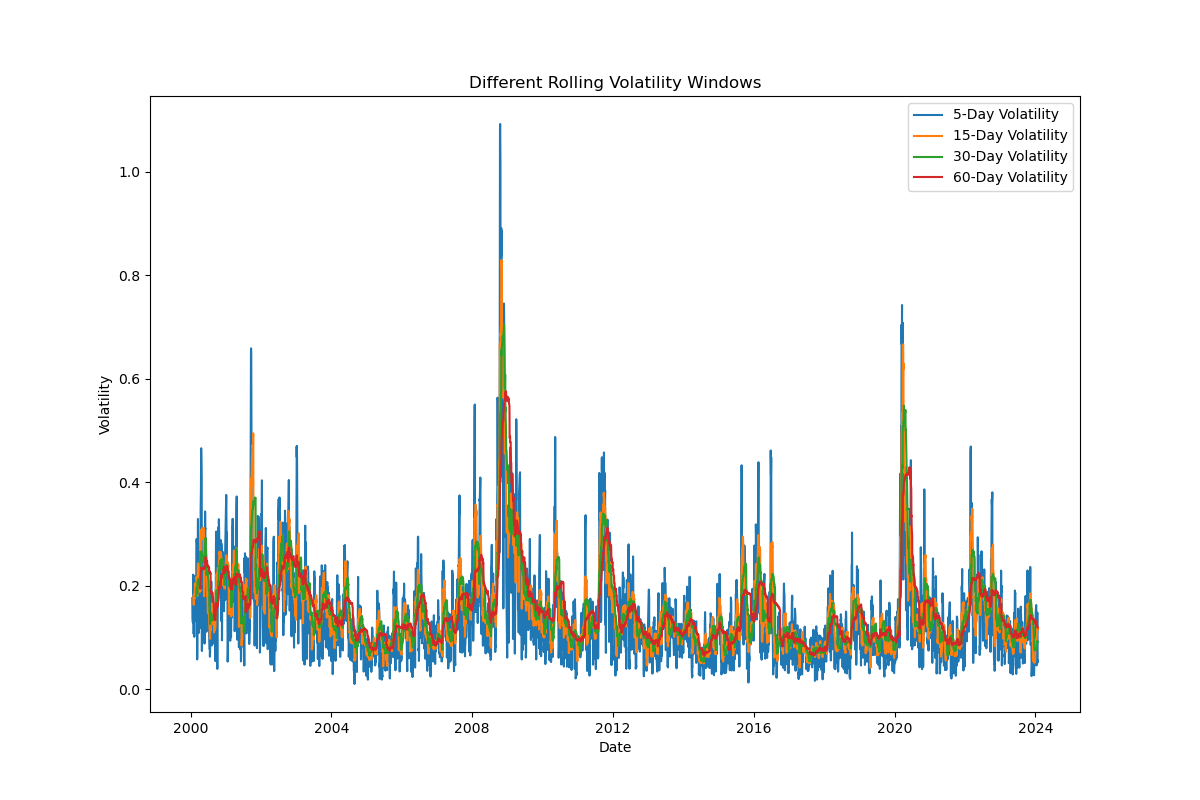 Different Rolling Volatility Windows
5-Day Volatility
15-Day Volatility
30-Day Volatility
60-Day Volatility
Volatility
1.0
0.8
0.6
0.4
0.2
0.0
2000 2004 2008 2012 2016 2020 2024
Date